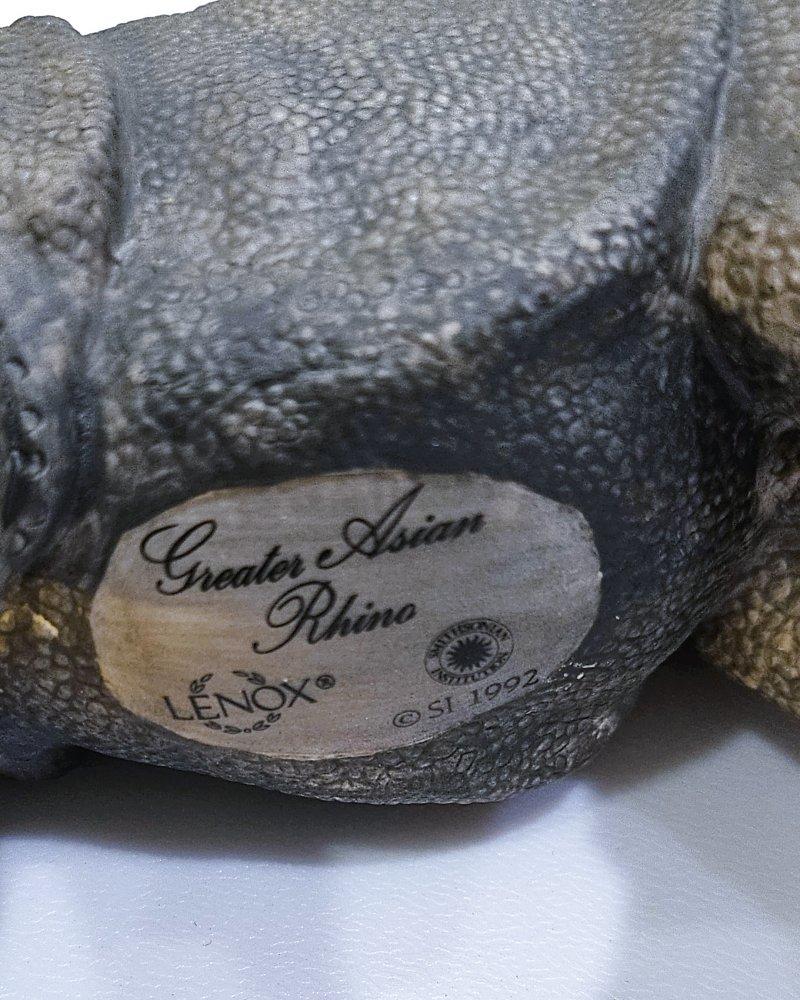 Greater Asian
Rhino
LENOX®
SMITHSONIAN
INSTITUTION
© SI 1992